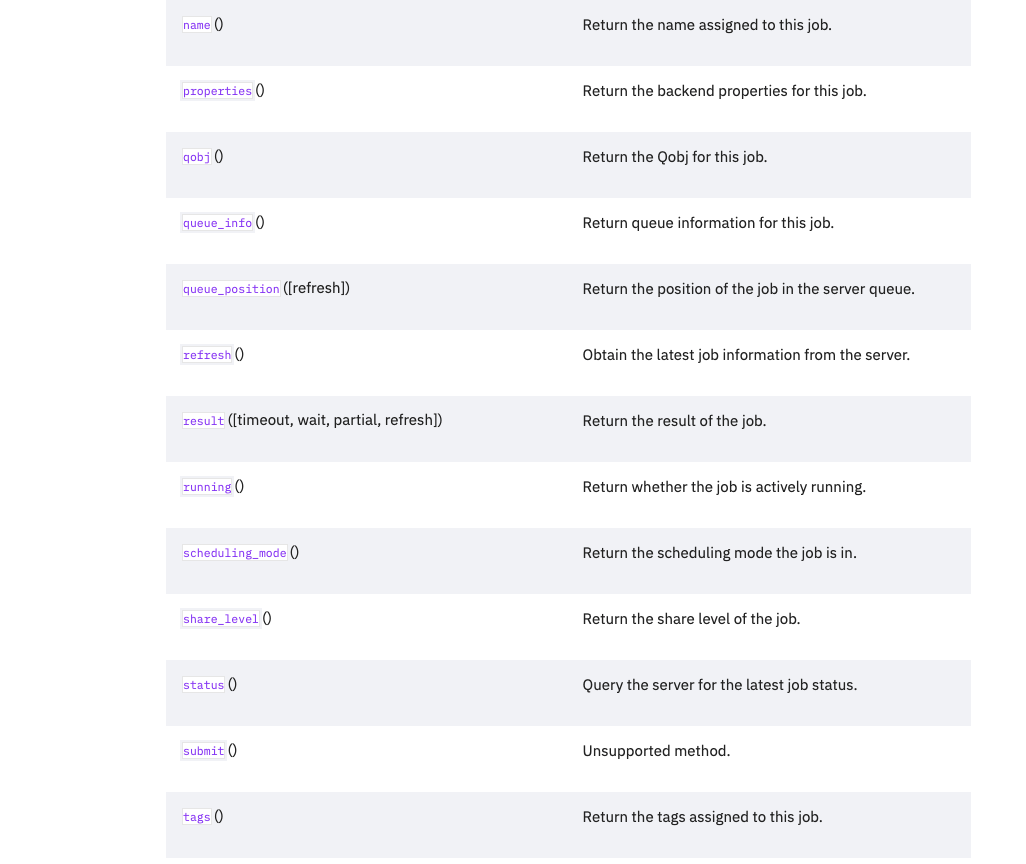 name () Return the name assigned to this job.
properties () Return the backend properties for this job.
qobj () Return the Qobj for this job.
queue_info () Return queue information for this job.
queue_position ([refresh]) Return the position of the job in the server queue.
refresh () Obtain the latest job information from the server.
result ([timeout, wait, partial, refresh]) Return the result of the job.
running () Return whether the job is actively running.
scheduling_mode () Return the scheduling mode the job is in.
share_level () Return the share level of the job.
status () Query the server for the latest job status.
submit () Unsupported method.
tags () Return the tags assigned to this job.